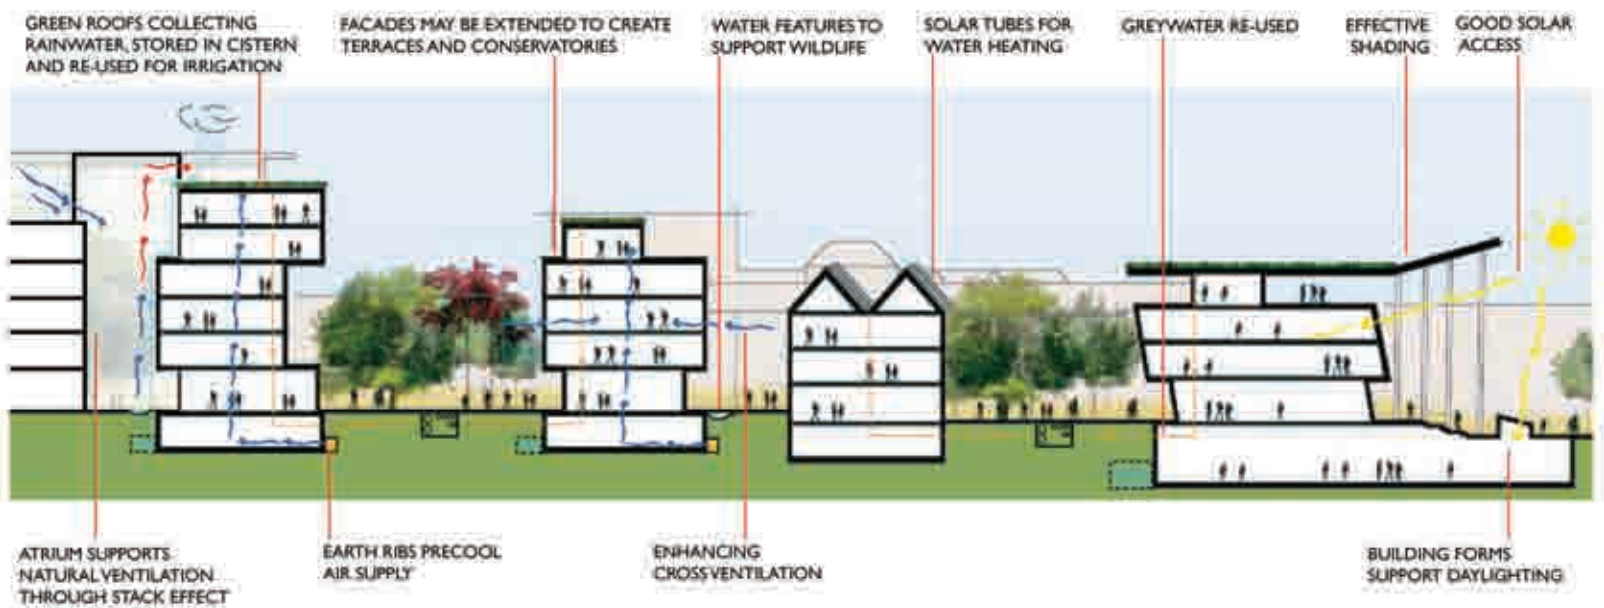 GREEN ROOFS COLLECTING
RAINWATER, STORED IN CISTERN
AND RE-USED FOR IRRIGATION
FACADES MAY BE EXTENDED TO CREATE
TERRACES AND CONSERVATORIES
WATER FEATURES TO
SUPPORT WILDLIFE
SOLAR TUBES FOR
WATER HEATING
GREYWATER RE-USED
EFFECTIVE
SHADING
GOOD SOLAR
ACCESS
ATRIUM SUPPORTS
NATURAL VENTILATION
THROUGH STACK EFFECT
EARTH RIBS PRECOOL
AIR SUPPLY
ENHANCING
CROSS VENTILATION
BUILDING FORMS
SUPPORT DAYLIGHTING